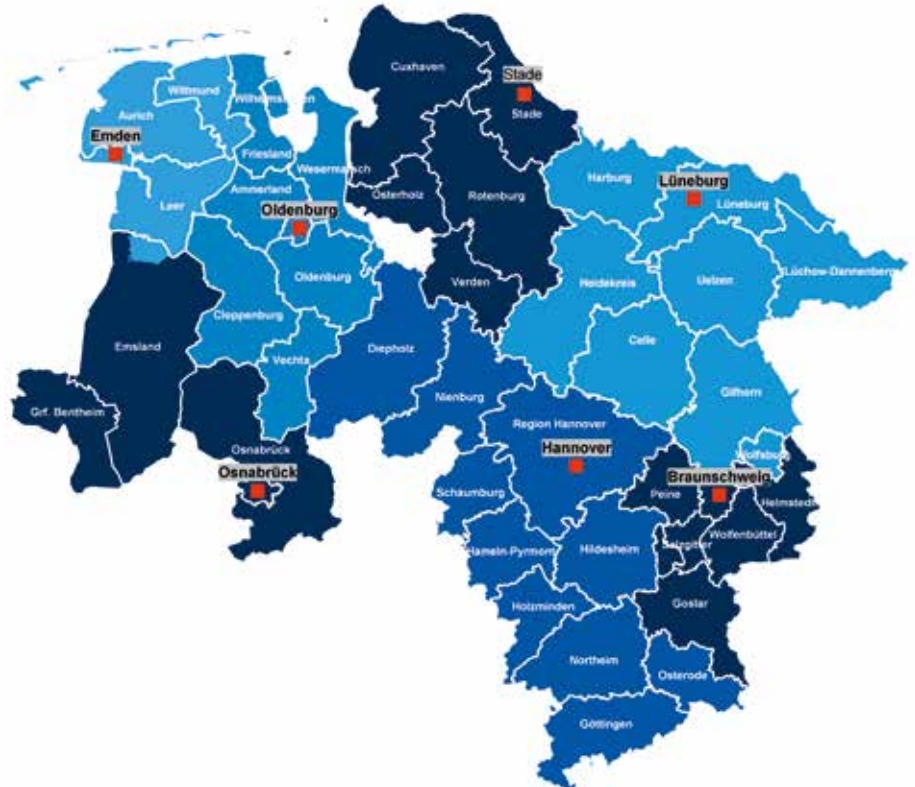 Cuxhaven
Stade
Stade
Wittmund
Wilhelmshaven
Aurich
Emden
Friesland
Wesermarsch
Harburg
Lüneburg
Lüneburg
Ammerland
Osterholz
Rotenburg
Leer
Oldenburg
Oldenburg
Verden
Heidekreis
Uelzen
Lüchow-Dannenberg
Cloppenburg
Emsland
Vechta
Diepholz
Celle
Nienburg
Gifhorn
Grf. Bentheim
Region Hannover
Hannover
Osnabrück
Osnabrück
Wolfsburg
Braunschweig
Schaumburg
Peine
Helmstedt
Salzgitter
Wolfenbüttel
Hameln-Pyrmont
Hildesheim
Holzminden
Goslar
Northeim
Osterode
Göttingen